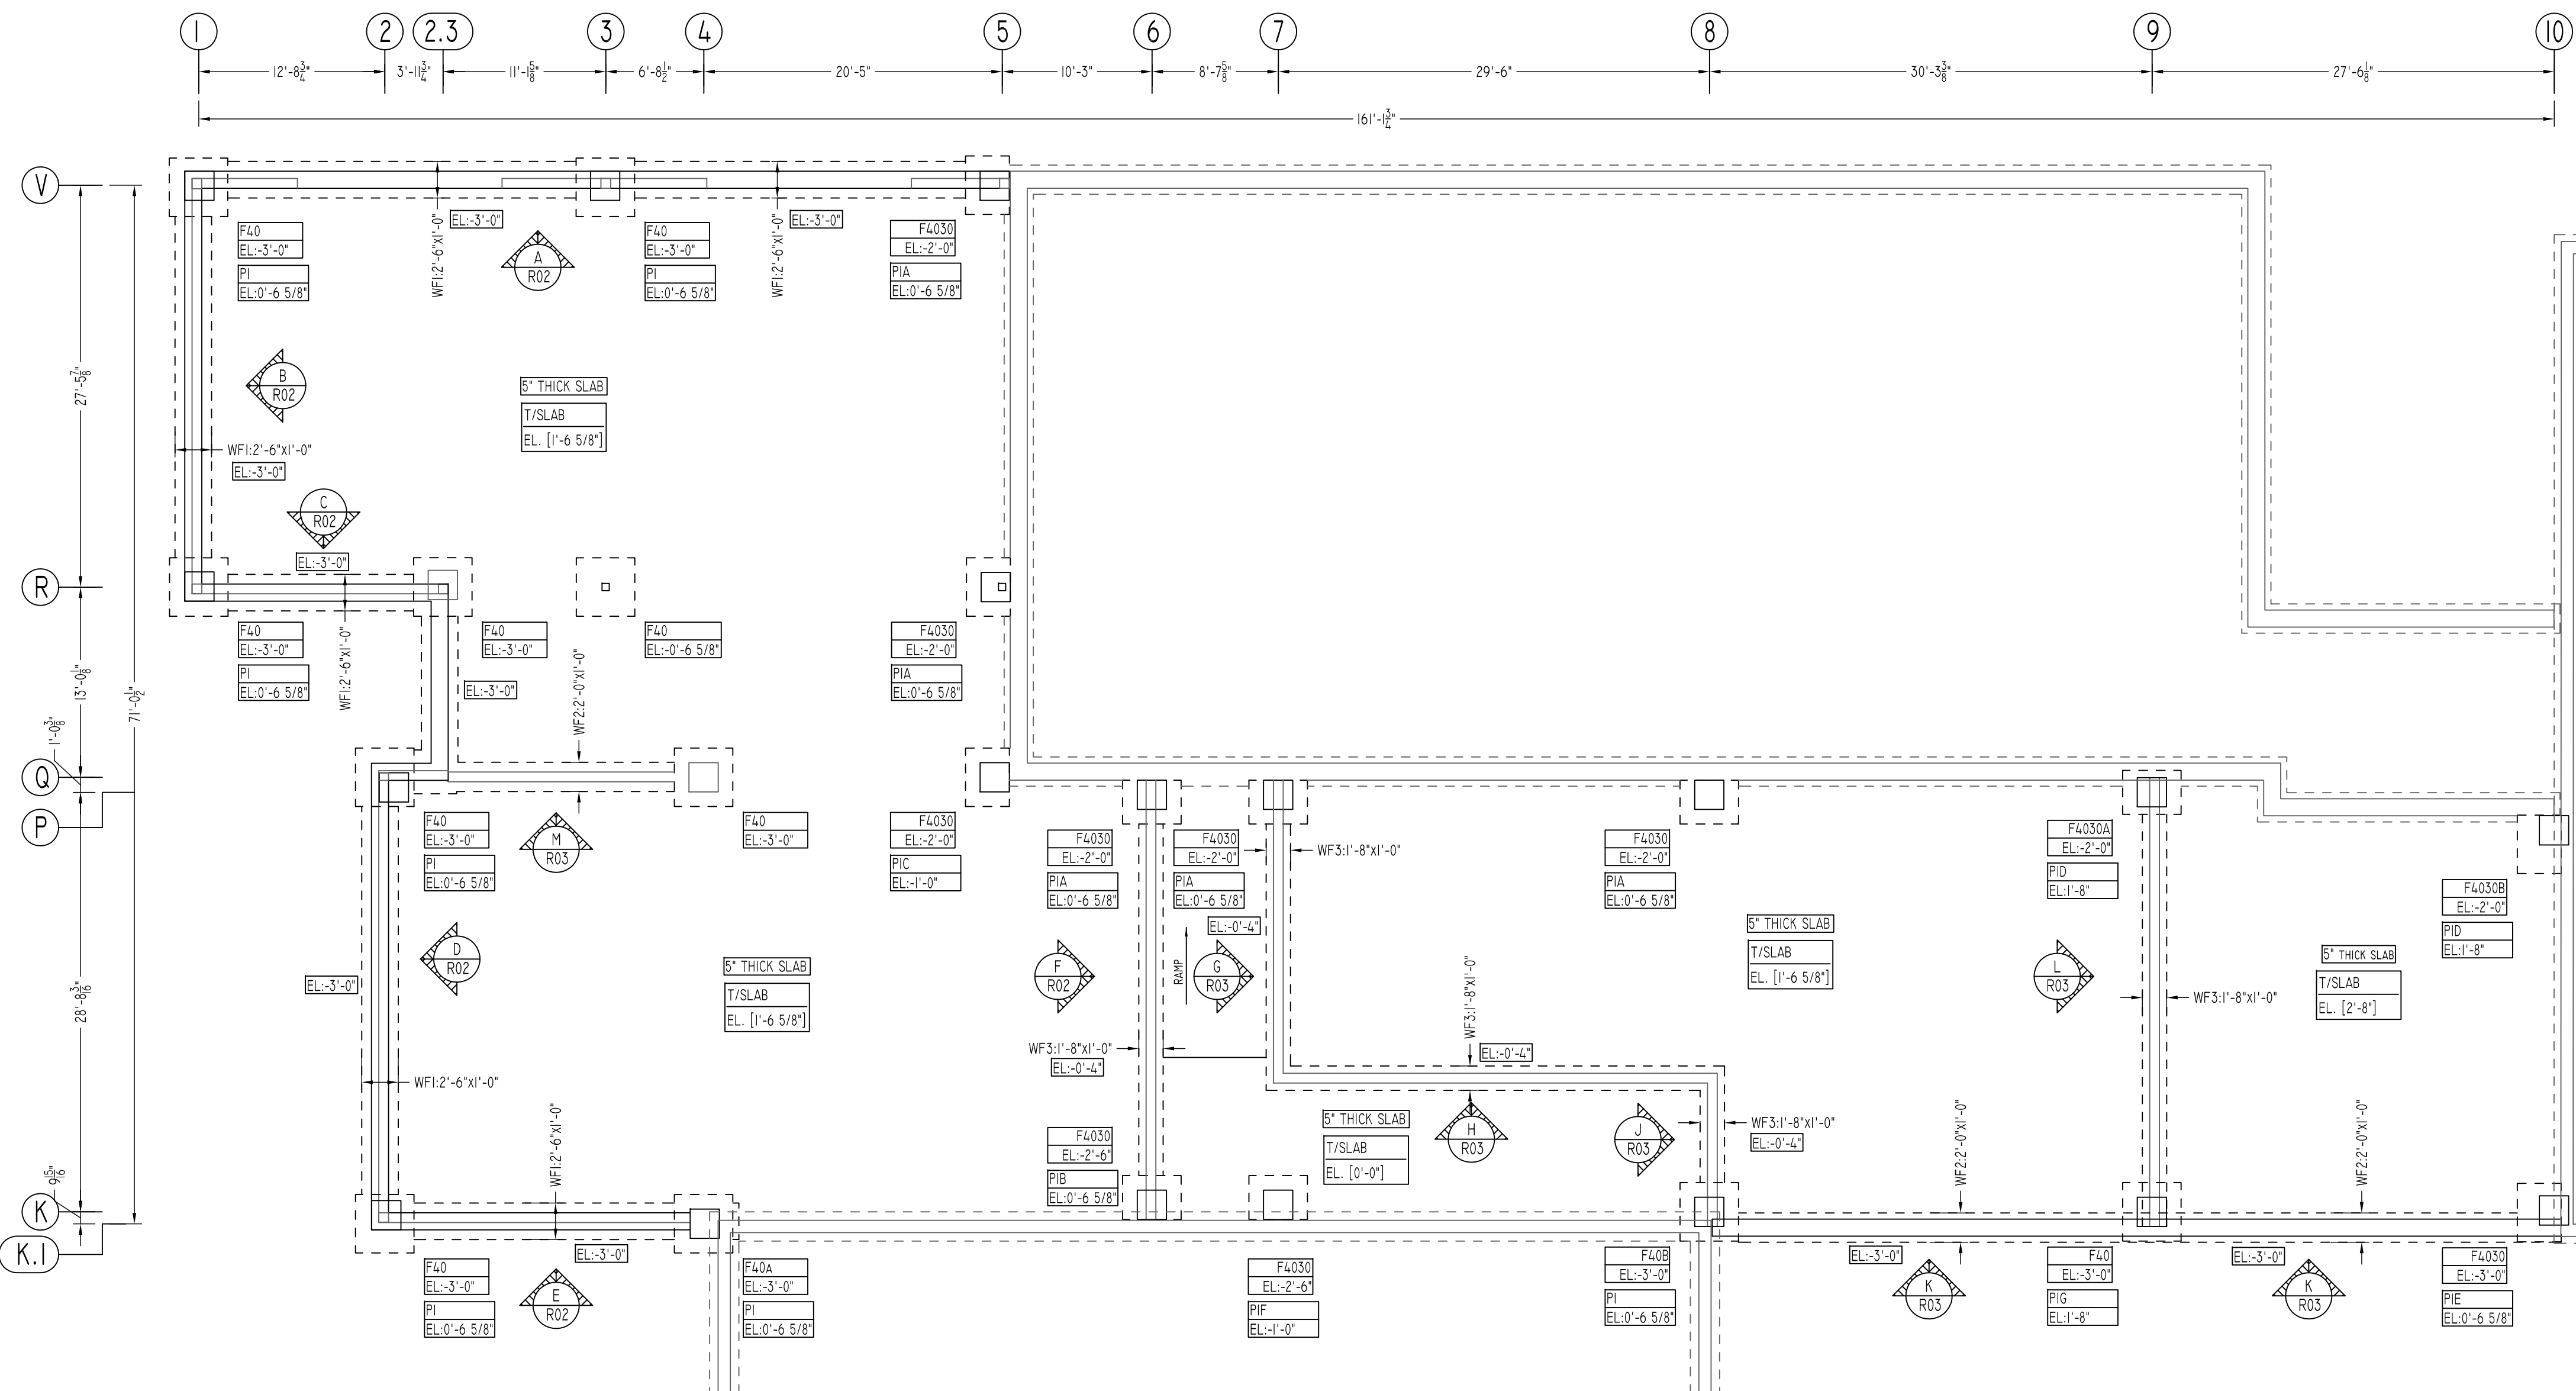 1
2
2.3
3
4
5
6
7
8
9
10
12'-8 3/4"
3'-11 3/4"
11'-1 5/8"
6'-8 1/2"
20'-5"
10'-3"
8'-7 5/8"
29'-6"
30'-3 3/8"
27'-6 1/8"
161'-1 3/4"
V
R
Q
P
K
K.1
27'-5 7/8"
13'-0 1/8"
1'-0 3/8"
71'-0 1/2"
28'-8 3/16"
9 15/16"
F40
EL:-3'-0"
P1
EL:0'-6 5/8"
WF1:2'-6"x1'-0"
EL:-3'-0"
A
R02
F40
EL:-3'-0"
P1
EL:0'-6 5/8"
WF1:2'-6"x1'-0"
EL:-3'-0"
F4030
EL:-2'-0"
P1A
EL:0'-6 5/8"
B
R02
5" THICK SLAB
T/SLAB
EL. [1'-6 5/8"]
WF1:2'-6"x1'-0"
EL:-3'-0"
C
R02
EL:-3'-0"
F40
EL:-3'-0"
P1
EL:0'-6 5/8"
WF1:2'-6"x1'-0"
F40
EL:-3'-0"
EL:-3'-0"
WF2:2'-0"x1'-0"
F40
EL:-0'-6 5/8"
F4030
EL:-2'-0"
P1A
EL:0'-6 5/8"
F40
EL:-3'-0"
P1
EL:0'-6 5/8"
M
R03
F40
EL:-3'-0"
F4030
EL:-2'-0"
P1C
EL:-1'-0"
F4030
EL:-2'-0"
P1A
EL:0'-6 5/8"
F4030
EL:-2'-0"
P1A
EL:0'-6 5/8"
EL:-0'-4"
WF3:1'-8"x1'-0"
F4030
EL:-2'-0"
P1A
EL:0'-6 5/8"
F4030A
EL:-2'-0"
P1D
EL:1'-8"
F4030B
EL:-2'-0"
P1D
EL:1'-8"
D
R02
EL:-3'-0"
5" THICK SLAB
T/SLAB
EL. [1'-6 5/8"]
F
R02
RAMP
G
R03
WF3:1'-8"x1'-0"
5" THICK SLAB
T/SLAB
EL. [1'-6 5/8"]
L
R03
WF3:1'-8"x1'-0"
5" THICK SLAB
T/SLAB
EL. [2'-8"]
WF1:2'-6"x1'-0"
WF3:1'-8"x1'-0"
EL:-0'-4"
EL:-0'-4"
WF1:2'-6"x1'-0"
F4030
EL:-2'-6"
P1B
EL:0'-6 5/8"
5" THICK SLAB
T/SLAB
EL. [0'-0"]
H
R03
J
R03
WF3:1'-8"x1'-0"
EL:-0'-4"
WF2:2'-0"x1'-0"
WF2:2'-0"x1'-0"
F40
EL:-3'-0"
P1
EL:0'-6 5/8"
E
R02
EL:-3'-0"
F40A
EL:-3'-0"
P1
EL:0'-6 5/8"
F4030
EL:-2'-6"
P1F
EL:-1'-0"
F40B
EL:-3'-0"
P1
EL:0'-6 5/8"
EL:-3'-0"
K
R03
F40
EL:-3'-0"
P1G
EL:1'-8"
EL:-3'-0"
K
R03
F4030
EL:-3'-0"
P1E
EL:0'-6 5/8"